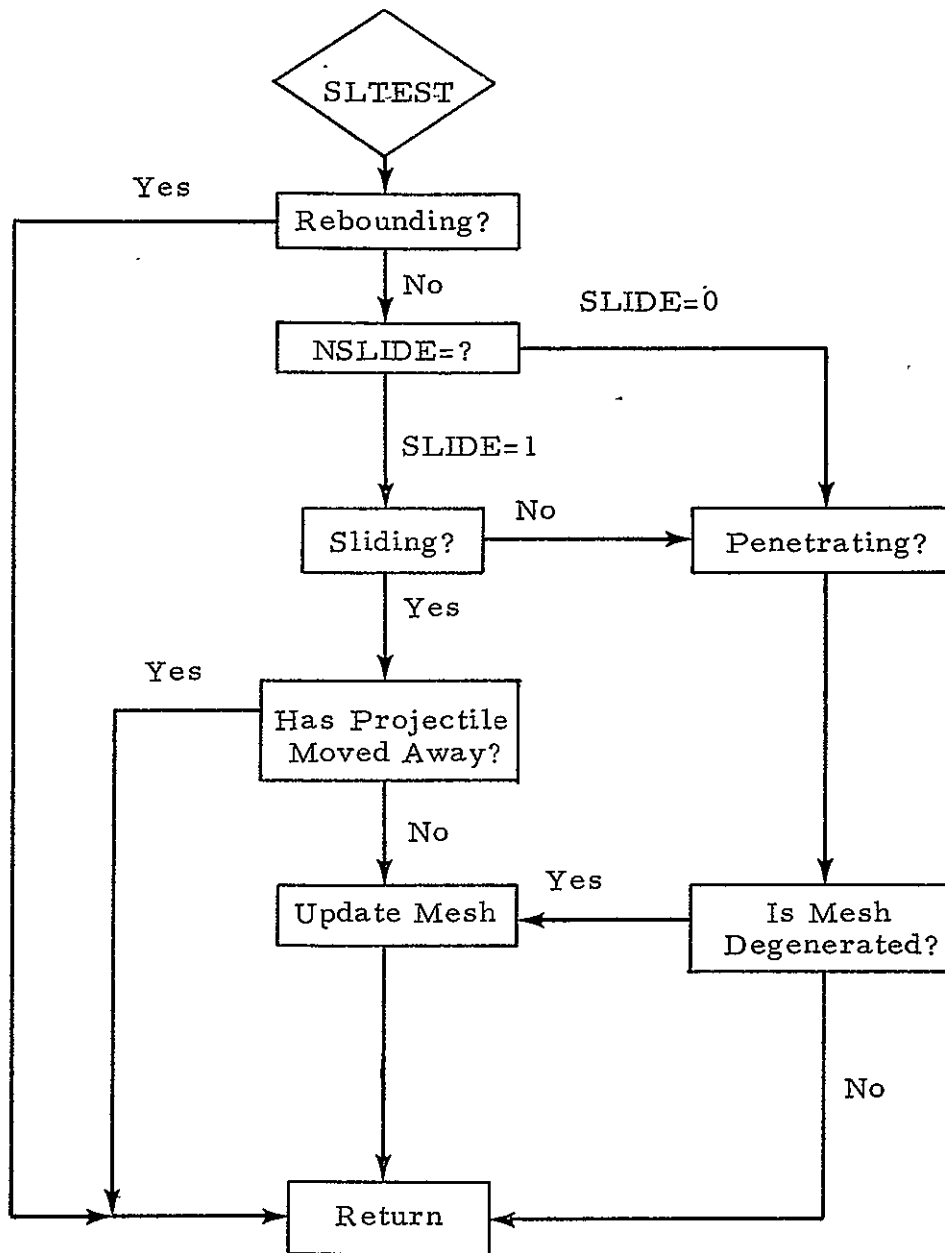 SLTEST
Yes
Rebounding?
No
SLIDE=0
NSLIDE=?
SLIDE=1
No
Sliding?
Penetrating?
Yes
Yes
Has Projectile
Moved Away?
No
Yes
Update Mesh
Is Mesh
Degenerated?
No
Return